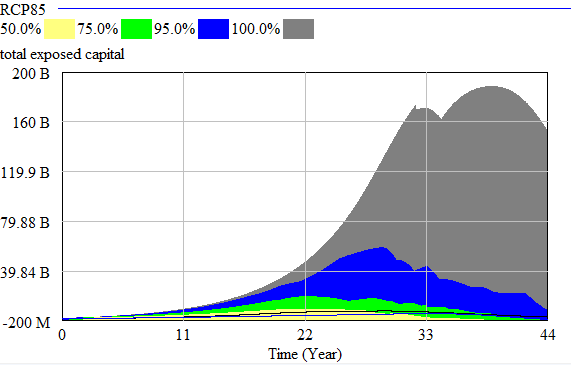 RCP85
50.0% 75.0% 95.0% 100.0%
total exposed capital
200 B
160 B
119.9 B
79.88 B
39.84 B
-200 M
0 11 22 33 44
Time (Year)